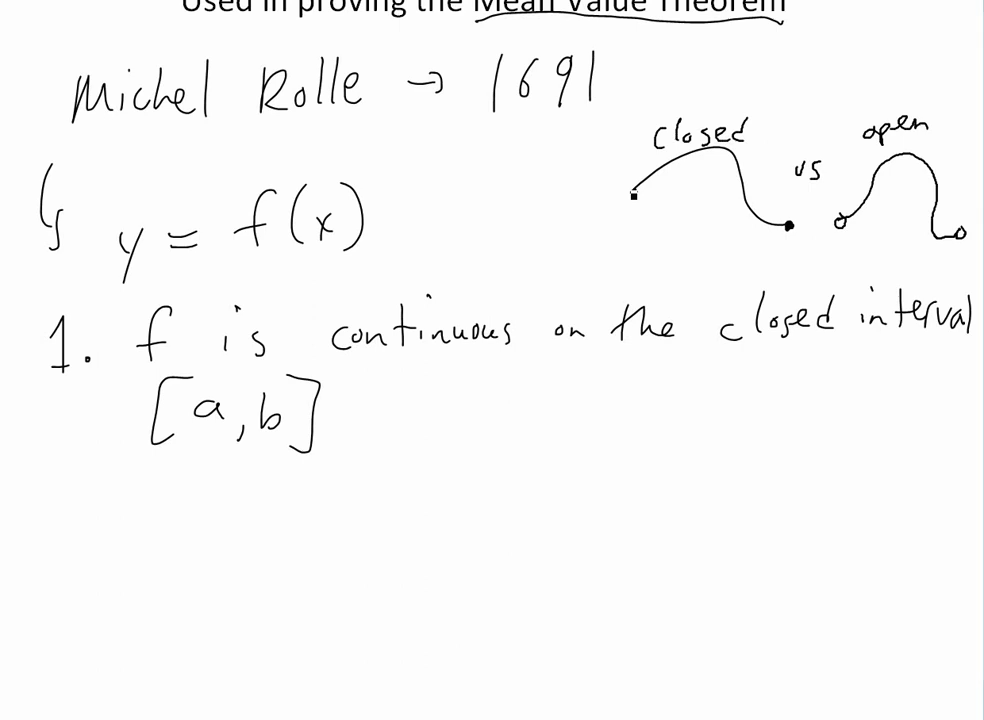 Used in proving the Mean Value Theorem
Michel Rolle → 1691
closed vs open
↳ y = f(x)
1. f is continuous on the closed interval
[a, b]